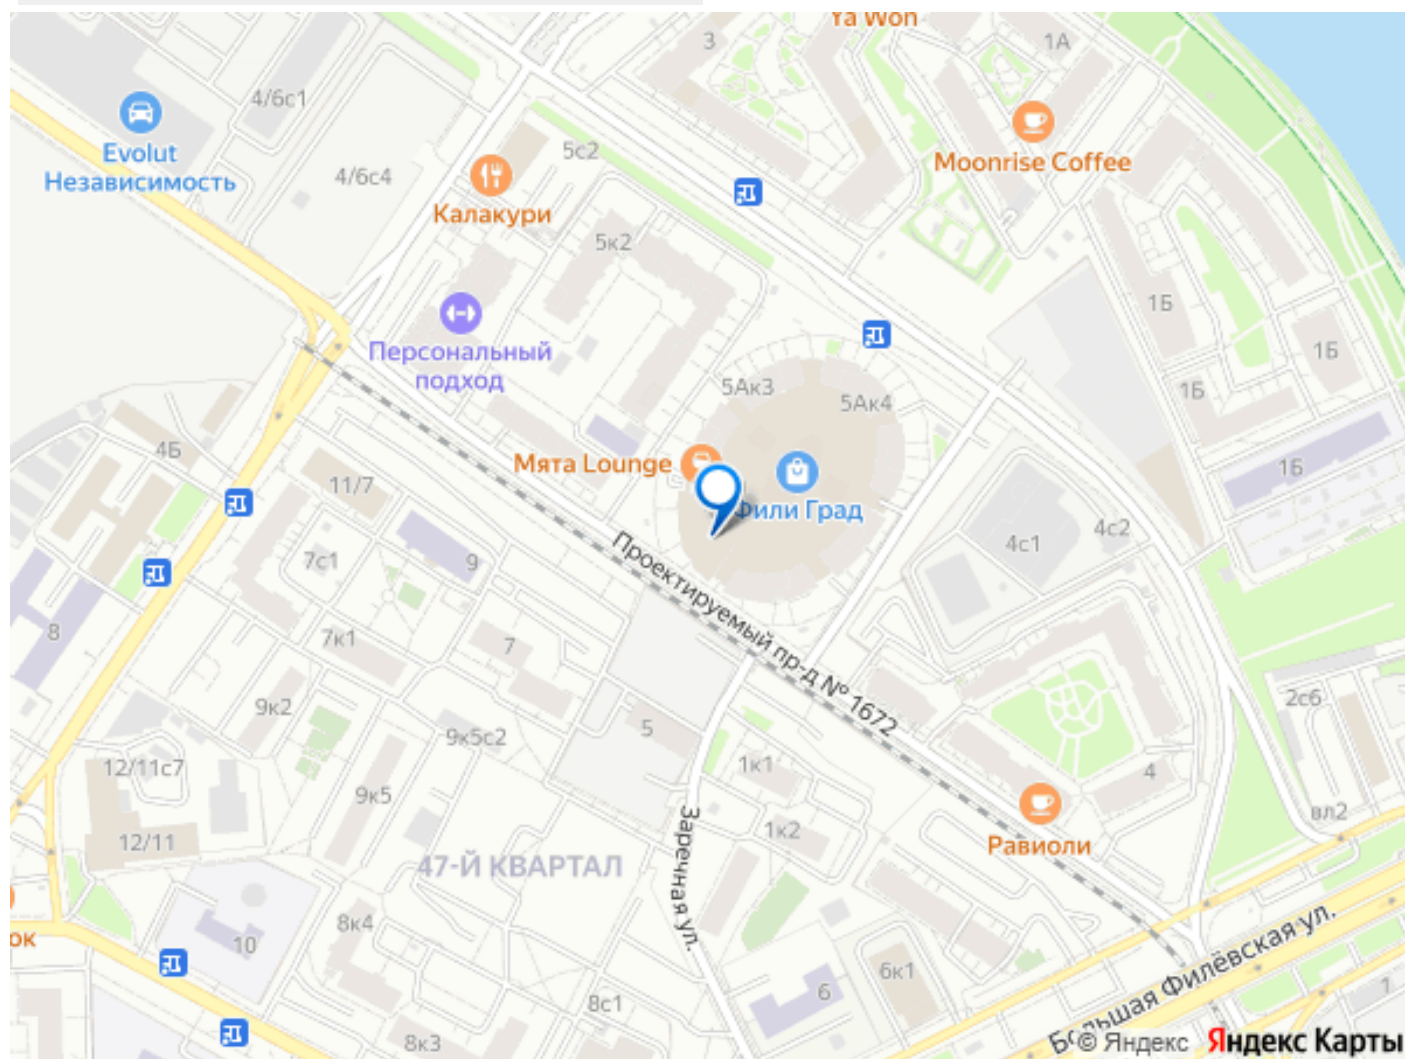 Ya Won
3
1А
4/6с1
Evolut
Независимость
5с2
Moonrise Coffee
4/6с4
Калакури
5к2
1Б
Персональный
подход
1Б
5Ак3
5Ак4
1Б
4Б
Мята Lounge
1Б
11/7
Фили Град
4с2
4с1
7с1
9
Проектируемый пр-д № 1672
8
7к1
7
9к2
2с6
5
9к5с2
1к1
12/11с7
4
9к5
вл2
1к2
12/11
Равиоли
Заречная ул.
47-Й КВАРТАЛ
8к4
ок
10
Большая Филёвская ул.
6к1
6
1
8с1
8к3
© Яндекс Яндекс Карты